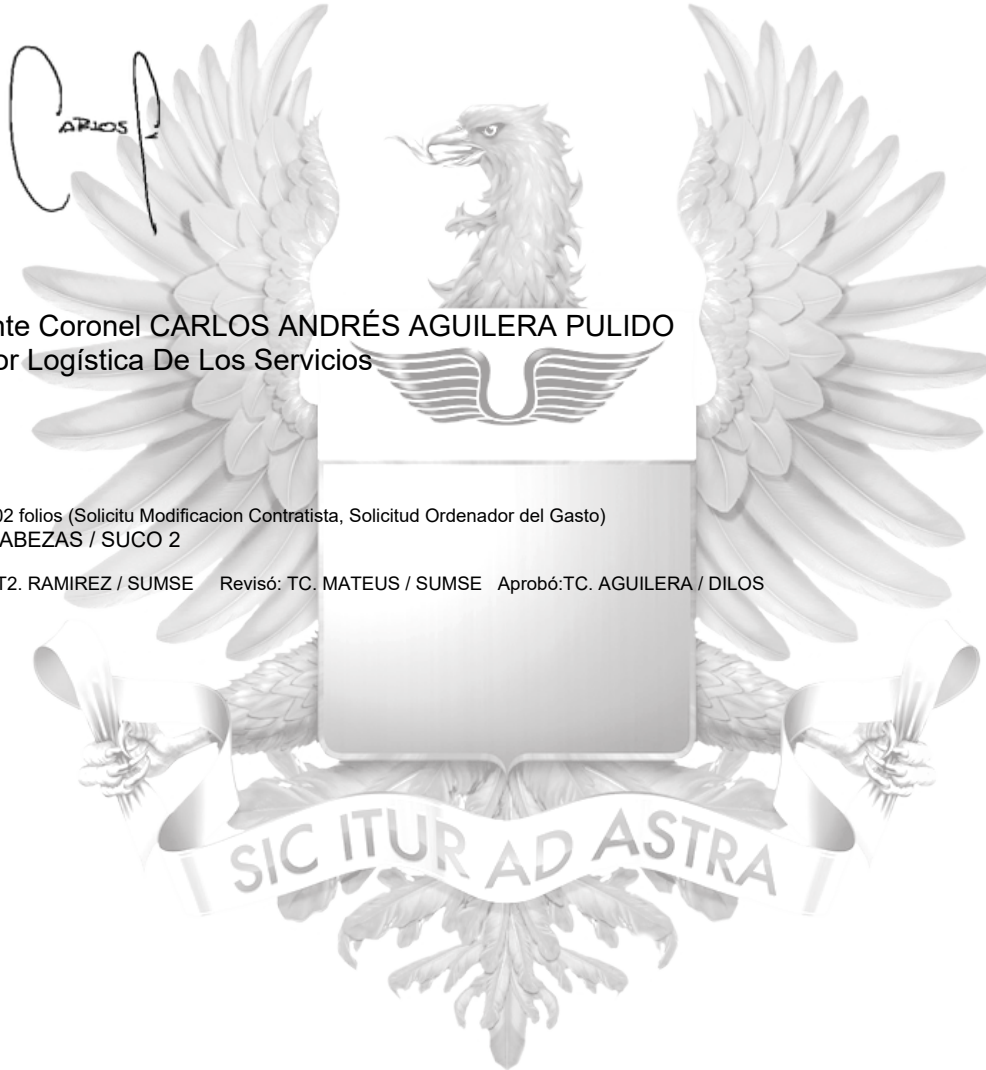 CARLOS
nte Coronel CARLOS ANDRÉS AGUILERA PULIDO
or Logística De Los Servicios
02 folios (Solicitu Modificacion Contratista, Solicitud Ordenador del Gasto)
ABEZAS / SUCO 2
T2. RAMIREZ / SUMSE Revisó: TC. MATEUS / SUMSE Aprobó:TC. AGUILERA / DILOS
SIC ITUR AD ASTRA